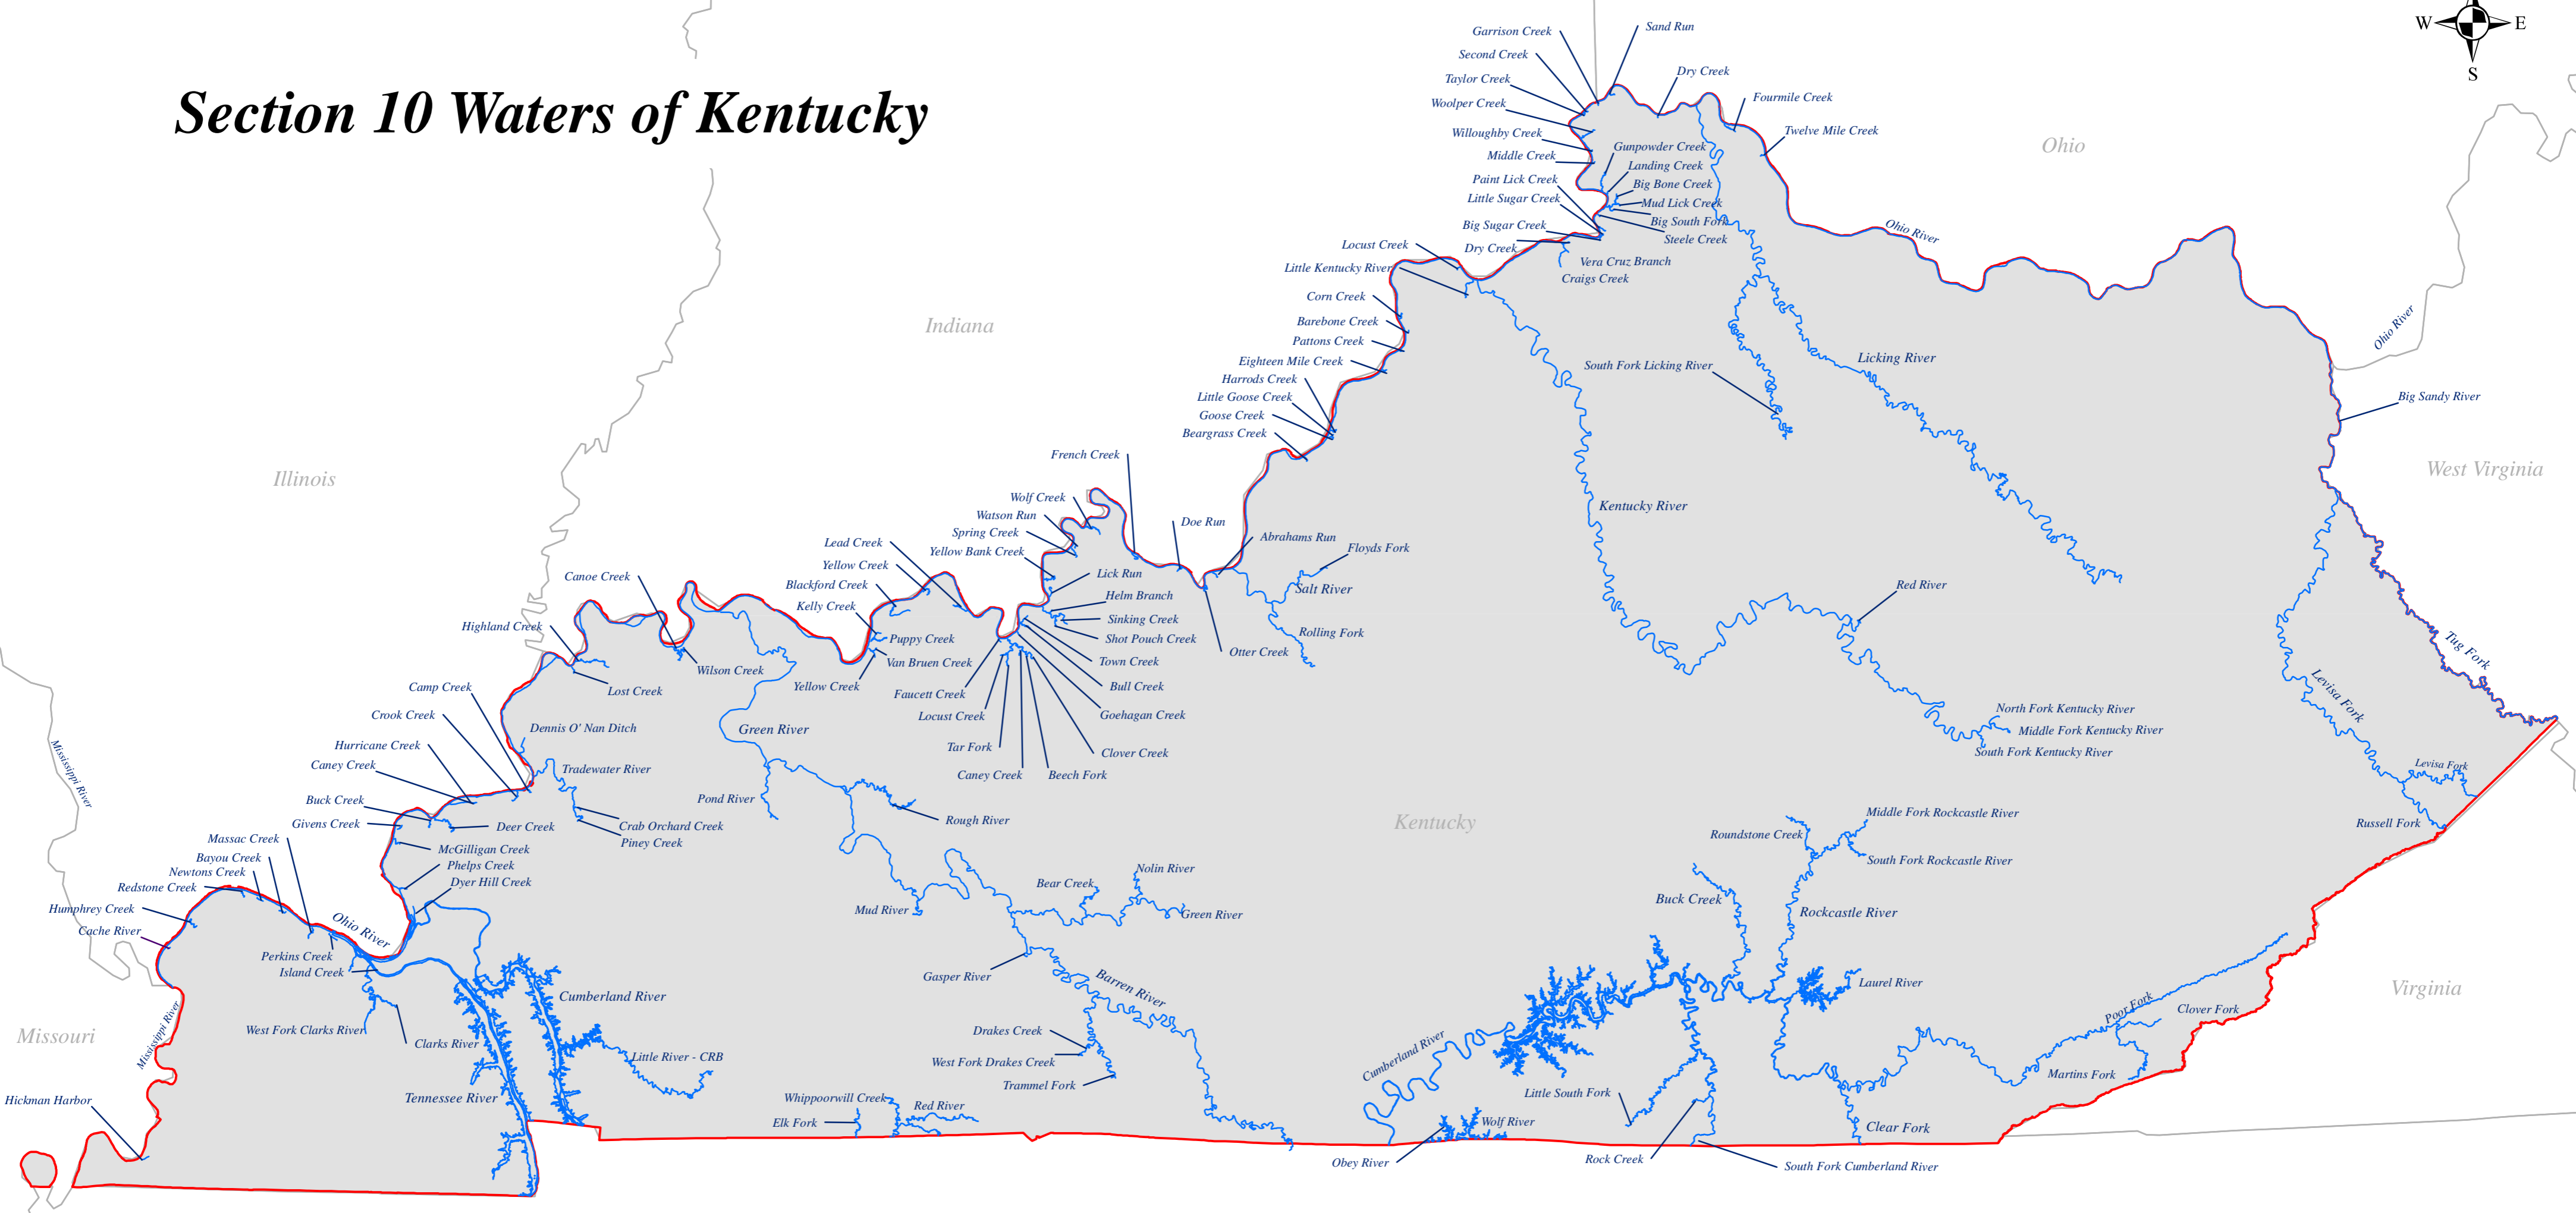 Section 10 Waters of Kentucky
W
E
S
Garrison Creek
Sand Run
Second Creek
Taylor Creek
Dry Creek
Woolper Creek
Fourmile Creek
Willoughby Creek
Twelve Mile Creek
Middle Creek
Gunpowder Creek
Landing Creek
Paint Lick Creek
Big Bone Creek
Little Sugar Creek
Mud Lick Creek
Big Sugar Creek
Big South Fork
Steele Creek
Dry Creek
Vera Cruz Branch
Craigs Creek
Ohio
Ohio River
Ohio River
Locust Creek
Little Kentucky River
Corn Creek
Barebone Creek
Pattons Creek
Eighteen Mile Creek
Harrods Creek
Little Goose Creek
Goose Creek
Beargrass Creek
Indiana
South Fork Licking River
Licking River
Big Sandy River
West Virginia
Illinois
Kentucky River
French Creek
Wolf Creek
Watson Run
Spring Creek
Yellow Bank Creek
Doe Run
Abrahams Run
Floyds Fork
Salt River
Rolling Fork
Otter Creek
Lead Creek
Yellow Creek
Blackford Creek
Kelly Creek
Puppy Creek
Van Bruen Creek
Yellow Creek
Lick Run
Helm Branch
Sinking Creek
Shot Pouch Creek
Town Creek
Bull Creek
Goehagan Creek
Clover Creek
Beech Fork
Caney Creek
Tar Fork
Locust Creek
Faucett Creek
Canoe Creek
Wilson Creek
Highland Creek
Lost Creek
Camp Creek
Crook Creek
Dennis O' Nan Ditch
Hurricane Creek
Caney Creek
Tradewater River
Buck Creek
Givens Creek
Deer Creek
Crab Orchard Creek
Piney Creek
McGilligan Creek
Phelps Creek
Dyer Hill Creek
Massac Creek
Bayou Creek
Newtons Creek
Redstone Creek
Humphrey Creek
Cache River
Ohio River
Perkins Creek
Island Creek
West Fork Clarks River
Clarks River
Mississippi River
Mississippi River
Missouri
Hickman Harbor
Tennessee River
Cumberland River
Little River - CRB
Green River
Pond River
Rough River
Mud River
Bear Creek
Nolin River
Green River
Gasper River
Barren River
Drakes Creek
West Fork Drakes Creek
Trammel Fork
Whippoorwill Creek
Elk Fork
Red River
Red River
North Fork Kentucky River
Middle Fork Kentucky River
South Fork Kentucky River
Tug Fork
Levisa Fork
Levisa Fork
Russell Fork
Kentucky
Middle Fork Rockcastle River
Roundstone Creek
South Fork Rockcastle River
Buck Creek
Rockcastle River
Laurel River
Cumberland River
Poor Fork
Clover Fork
Martins Fork
Virginia
Little South Fork
Clear Fork
Wolf River
Obey River
Rock Creek
South Fork Cumberland River